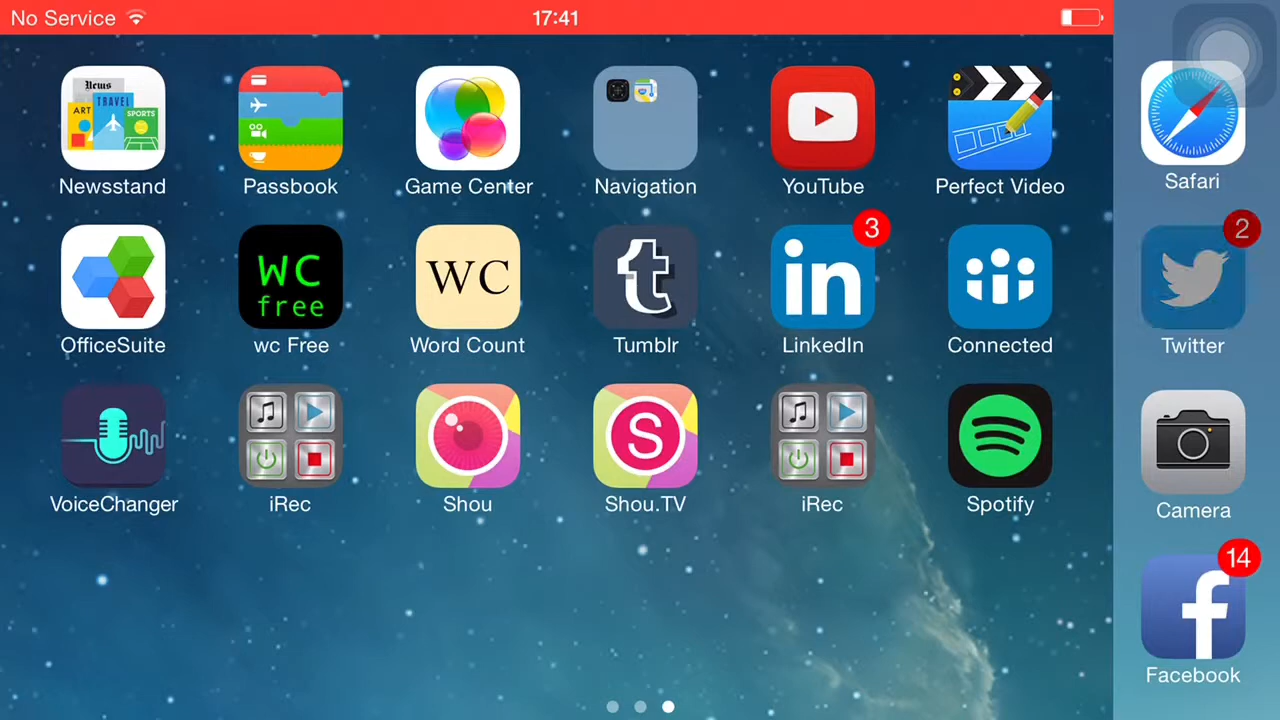 No Service 17:41
News
TRAVEL
ART
SPORTS
Newsstand Passbook Game Center Navigation YouTube Perfect Video Safari
WC
free
WC
t
in
3
2
OfficeSuite wc Free Word Count Tumblr LinkedIn Connected Twitter
S
VoiceChanger iRec Shou Shou.TV iRec Spotify Camera
14
f
Facebook